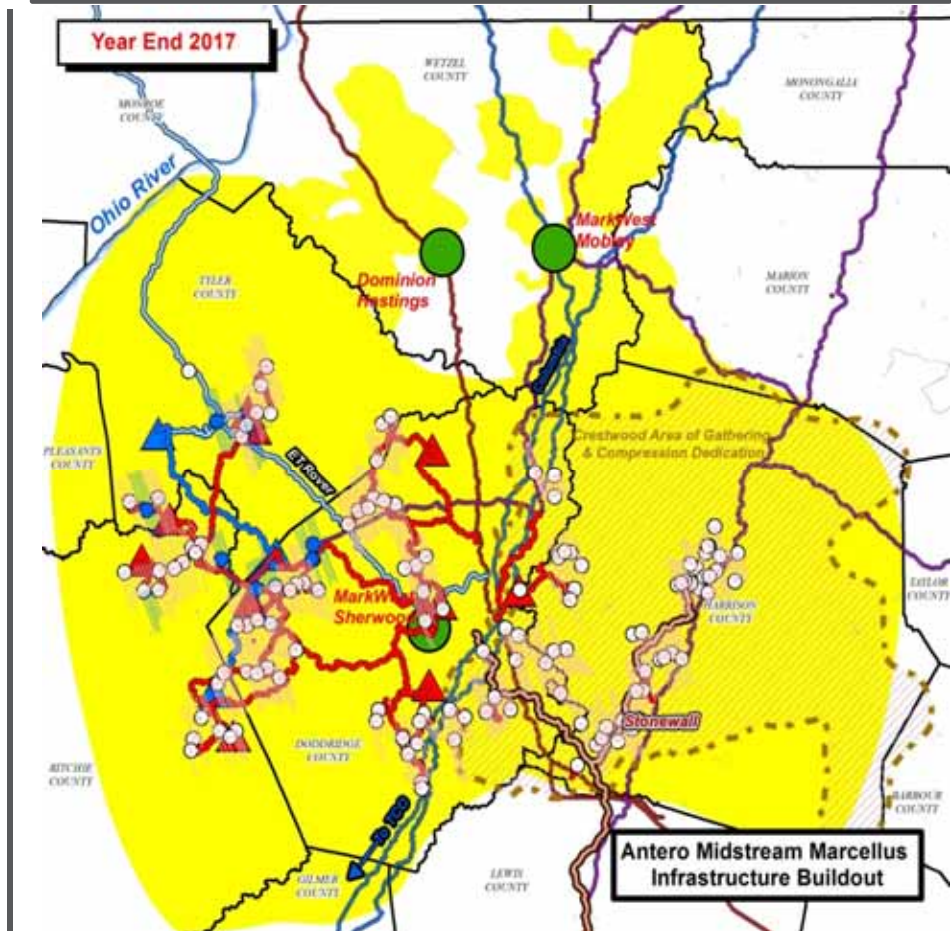 Year End 2017
WETZEL
COUNTY
MONONGALIA
COUNTY
MONROE
COUNTY
Ohio River
MarkWest
Mobley
Dominion
Hastings
TYLER
COUNTY
MARION
COUNTY
Crestwood Area of Gathering
& Compression Dedication
PLEASANTS
COUNTY
ET Rover
MarkWest
Sherwood
TAYLOR
COUNTY
HARRISON
COUNTY
Stonewall
DODDRIDGE
COUNTY
RITCHIE
COUNTY
BARBOUR
COUNTY
To TCO
Antero Midstream Marcellus
Infrastructure Buildout
GILMER
COUNTY
LEWIS
COUNTY